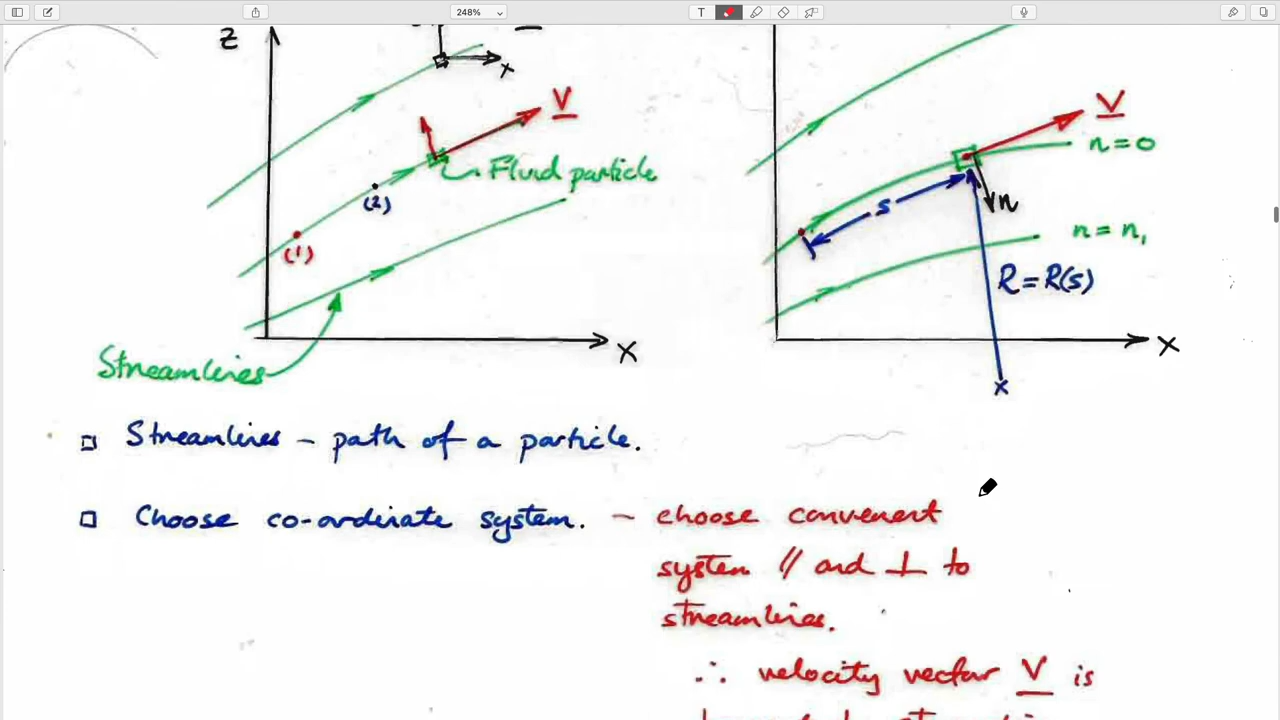 248%
T
Z
x
V
Fluid particle
(2)
(1)
X
Streamlines
V
n=0
s
n
n=n,
R=R(s)
X
x
Streamlines – path of a particle.
Choose co-ordinate system. – choose convenent
system // and ⊥ to
streamlines.
∴ velocity vector V is